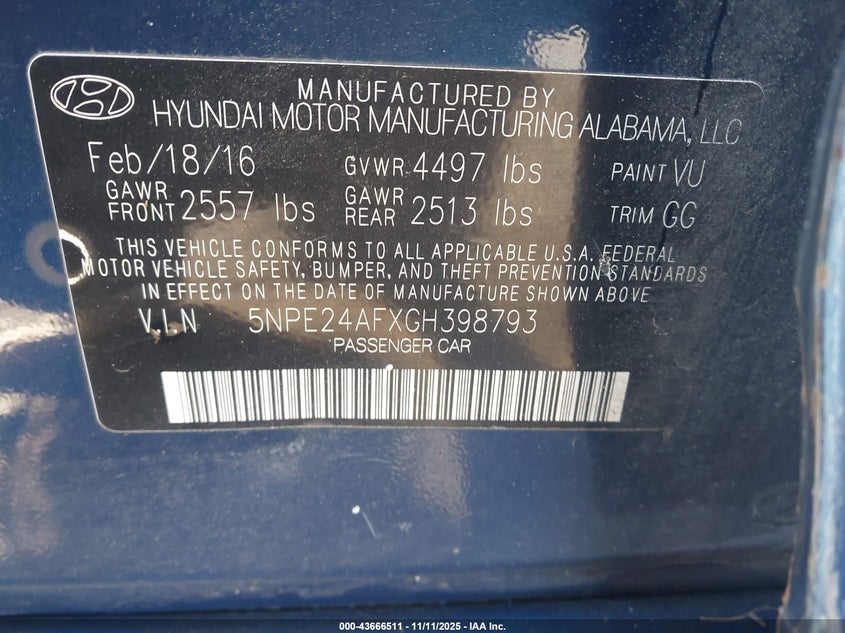 MANUFACTURED BY
HYUNDAI MOTOR MANUFACTURING ALABAMA, LLC
Feb/18/16 GVWR 4497 lbs PAINT VU
GAWR FRONT 2557 lbs GAWR REAR 2513 lbs TRIM GG
THIS VEHICLE CONFORMS TO ALL APPLICABLE U.S.A. FEDERAL
MOTOR VEHICLE SAFETY, BUMPER, AND THEFT PREVENTION STANDARDS
IN EFFECT ON THE DATE OF MANUFACTURE SHOWN ABOVE
V.I.N 5NPE24AFXGH398793
PASSENGER CAR
000-43666511 - 11/11/2025 - IAA Inc.